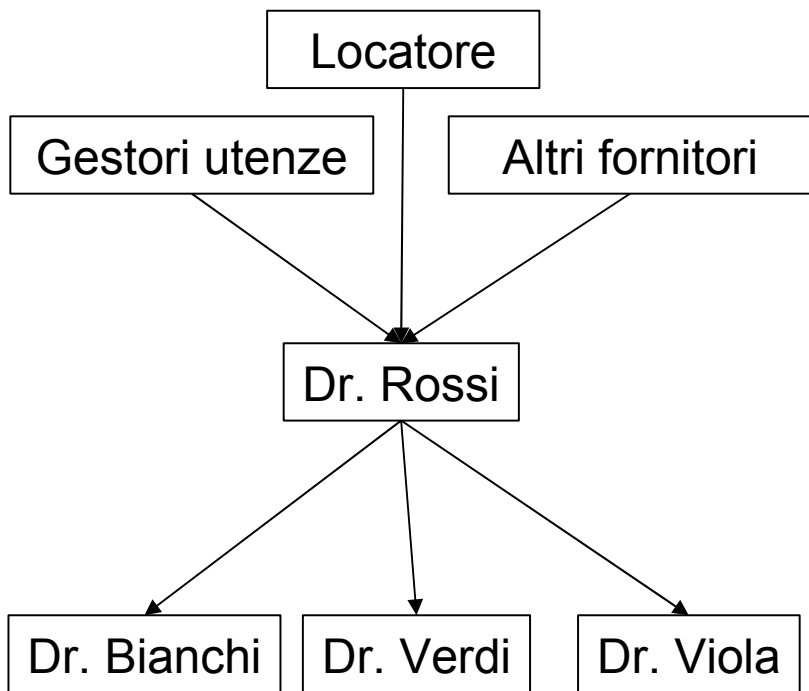 Locatore
Gestori utenze
Altri fornitori
Dr. Rossi
Dr. Bianchi
Dr. Verdi
Dr. Viola